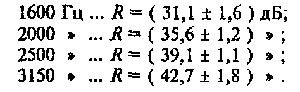 1600 Гц ... R = ( 31,1 ± 1,6 ) дБ;
2000 » ... R = ( 35,6 ± 1,2 ) » ;
2500 » ... R = ( 39,1 ± 1,1 ) » ;
3150 » ... R = ( 42,7 ± 1,8 ) » .